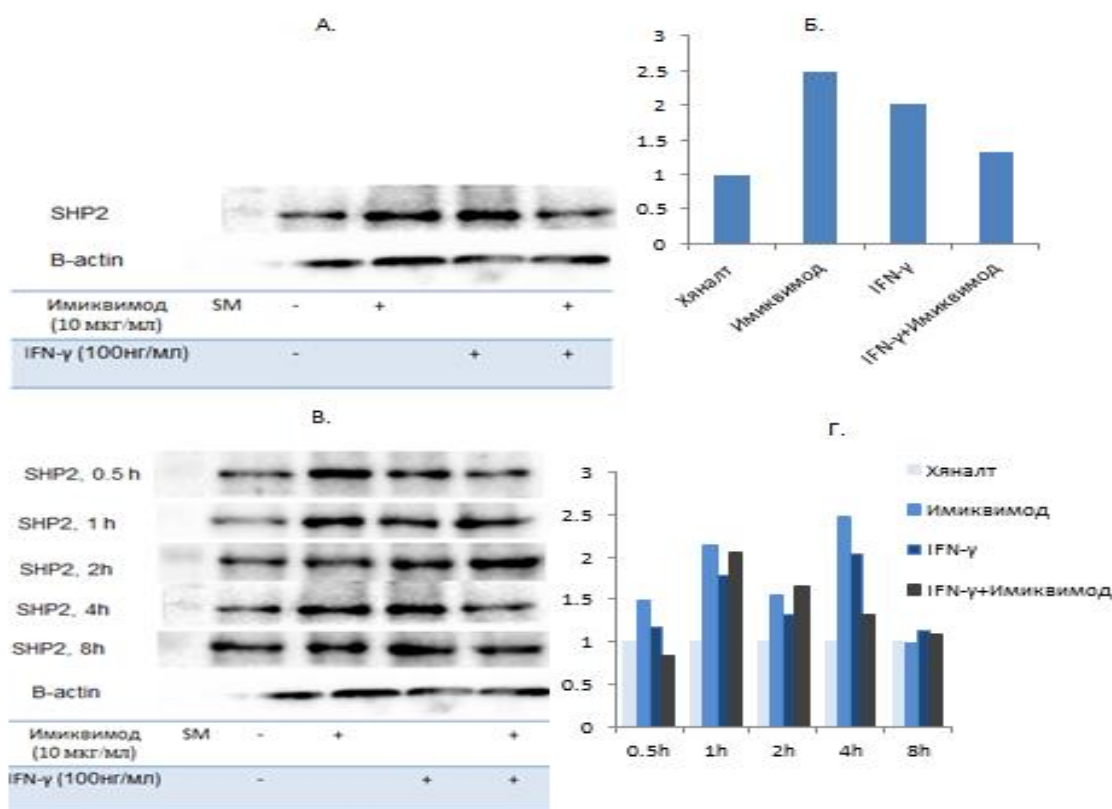 А.
SHP2
B-actin
Имиквимод SM - + +
(10 мкг/мл)
IFN-γ (100нг/мл) - + +
Б.
3
2.5
2
1.5
1
0.5
0
Хяналт
Имиквимод
IFN-γ
IFN-γ+Имиквимод
В.
SHP2, 0.5 h
SHP2, 1 h
SHP2, 2h
SHP2, 4h
SHP2, 8h
B-actin
Имиквимод SM - + +
(10 мкг/мл)
IFN-γ (100нг/мл) - + +
Г.
3
2.5
2
1.5
1
0.5
0
0.5h 1h 2h 4h 8h
Хяналт
Имиквимод
IFN-γ
IFN-γ+Имиквимод